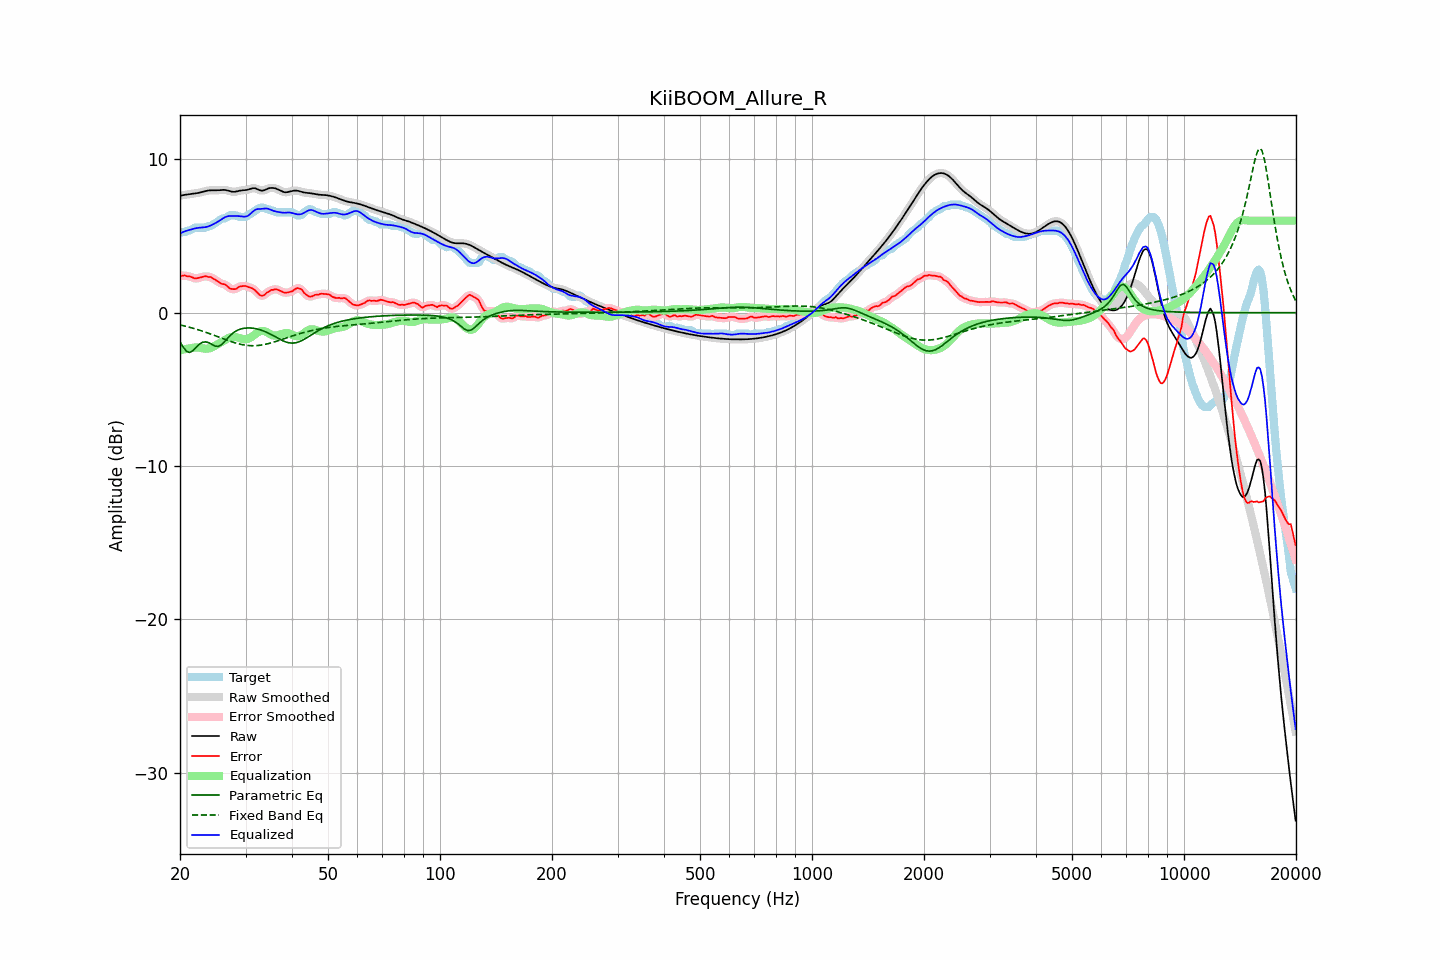 KiiBOOM_Allure_R
10
0
−10
−20
−30
Amplitude (dBr)
Target
Raw Smoothed
Error Smoothed
Raw
Error
Equalization
Parametric Eq
Fixed Band Eq
Equalized
20 50 100 200 500 1000 2000 5000 10000 20000
Frequency (Hz)